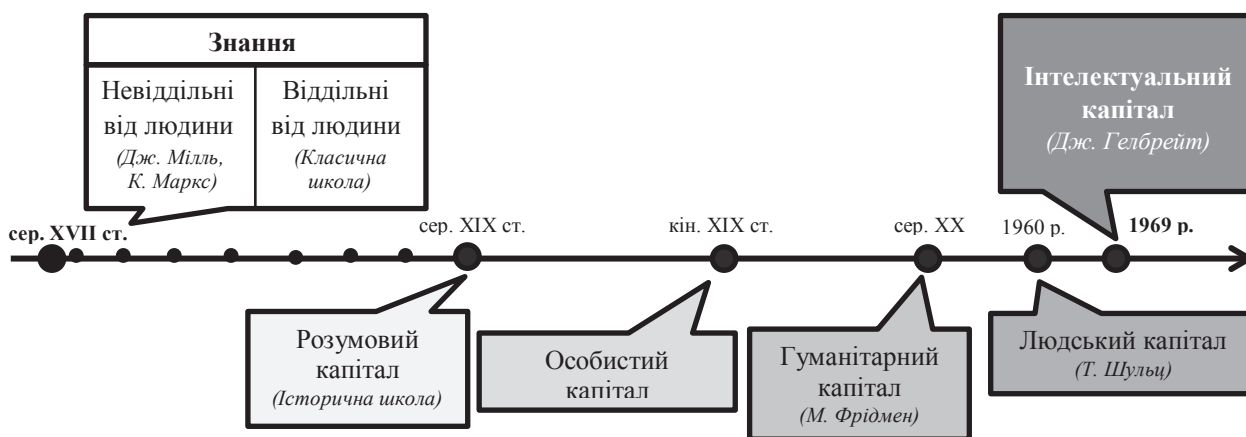 Знання
Невіддільні
від людини
(Дж. Мілль,
К. Маркс)
Віддільні
від людини
(Класична
школа)
Інтелектуальний
капітал
(Дж. Гелбрейт)
сер. XVII ст.
сер. XIX ст.
кін. XIX ст.
сер. XX
1960 р.
1969 р.
Розумовий
капітал
(Історична школа)
Особистий
капітал
Гуманітарний
капітал
(М. Фрідмен)
Людський капітал
(Т. Шульц)